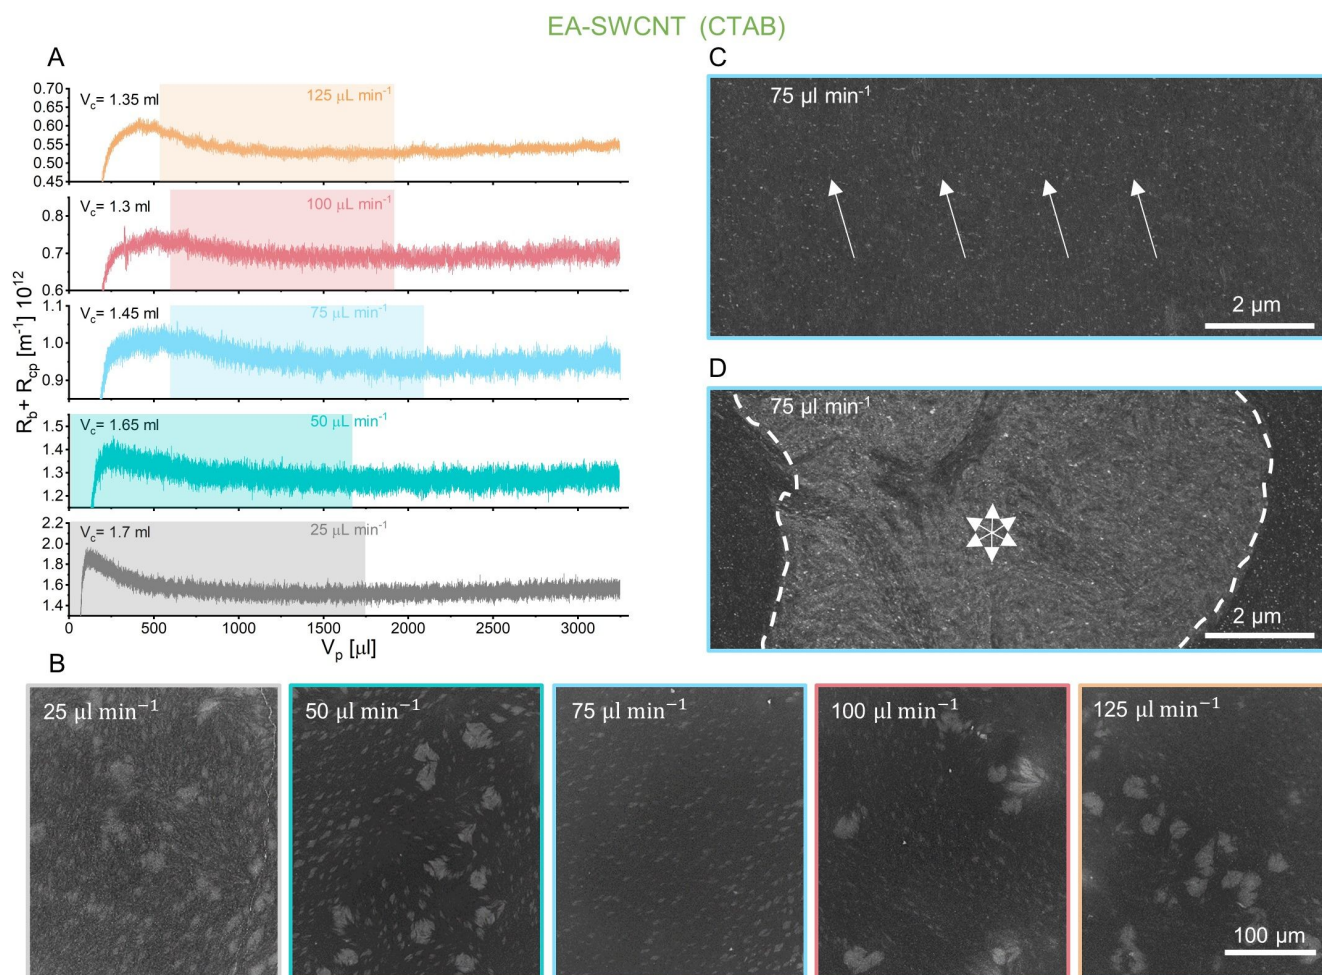 EA-SWCNT (CTAB)
A
R_b + R_cp [m⁻¹] 10¹²
V_c= 1.35 ml
125 μL min⁻¹
0.70
0.65
0.60
0.55
0.50
0.45
V_c= 1.3 ml
100 μL min⁻¹
0.8
0.7
0.6
V_c= 1.45 ml
75 μL min⁻¹
1.1
1.0
0.9
V_c= 1.65 ml
50 μL min⁻¹
1.5
1.4
1.3
1.2
V_c= 1.7 ml
25 μL min⁻¹
2.2
2.0
1.8
1.6
1.4
0 500 1000 1500 2000 2500 3000
V_p [μl]
C
75 μl min⁻¹
2 μm
D
75 μl min⁻¹
2 μm
B
25 μl min⁻¹
50 μl min⁻¹
75 μl min⁻¹
100 μl min⁻¹
125 μl min⁻¹
100 μm